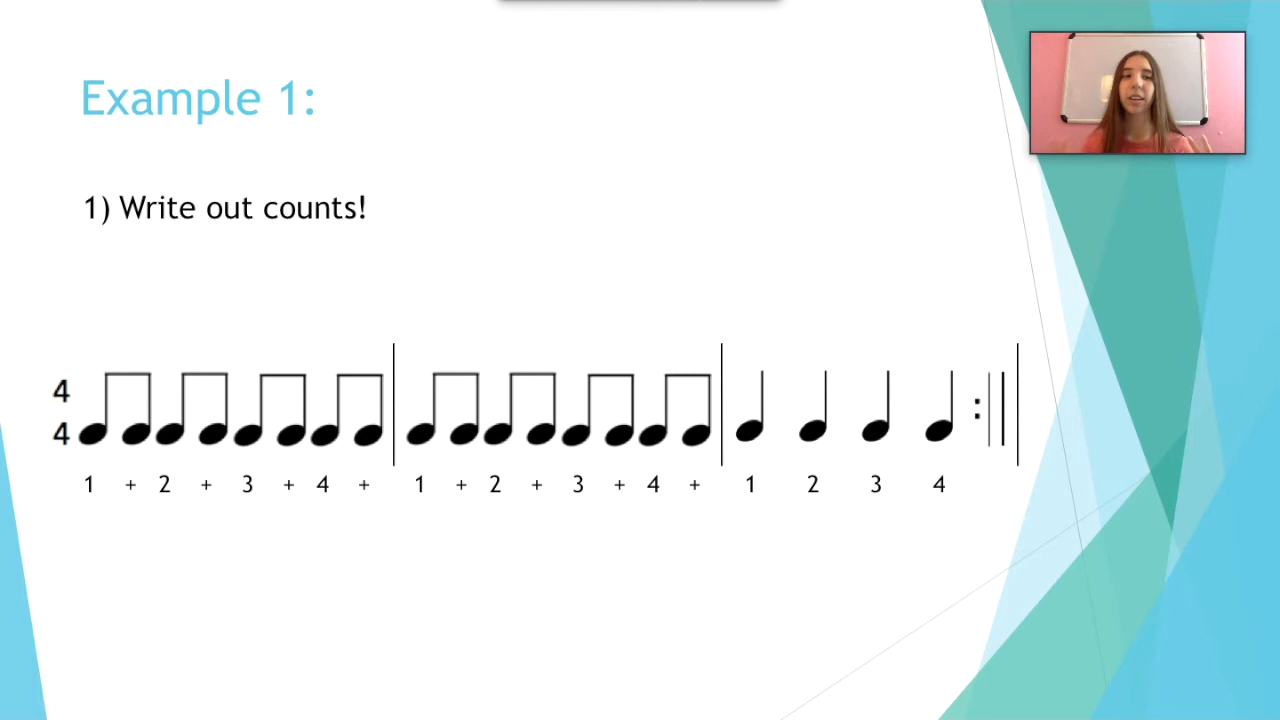 Example 1:
1) Write out counts!
4
4
1 + 2 + 3 + 4 + 1 + 2 + 3 + 4 + 1 2 3 4